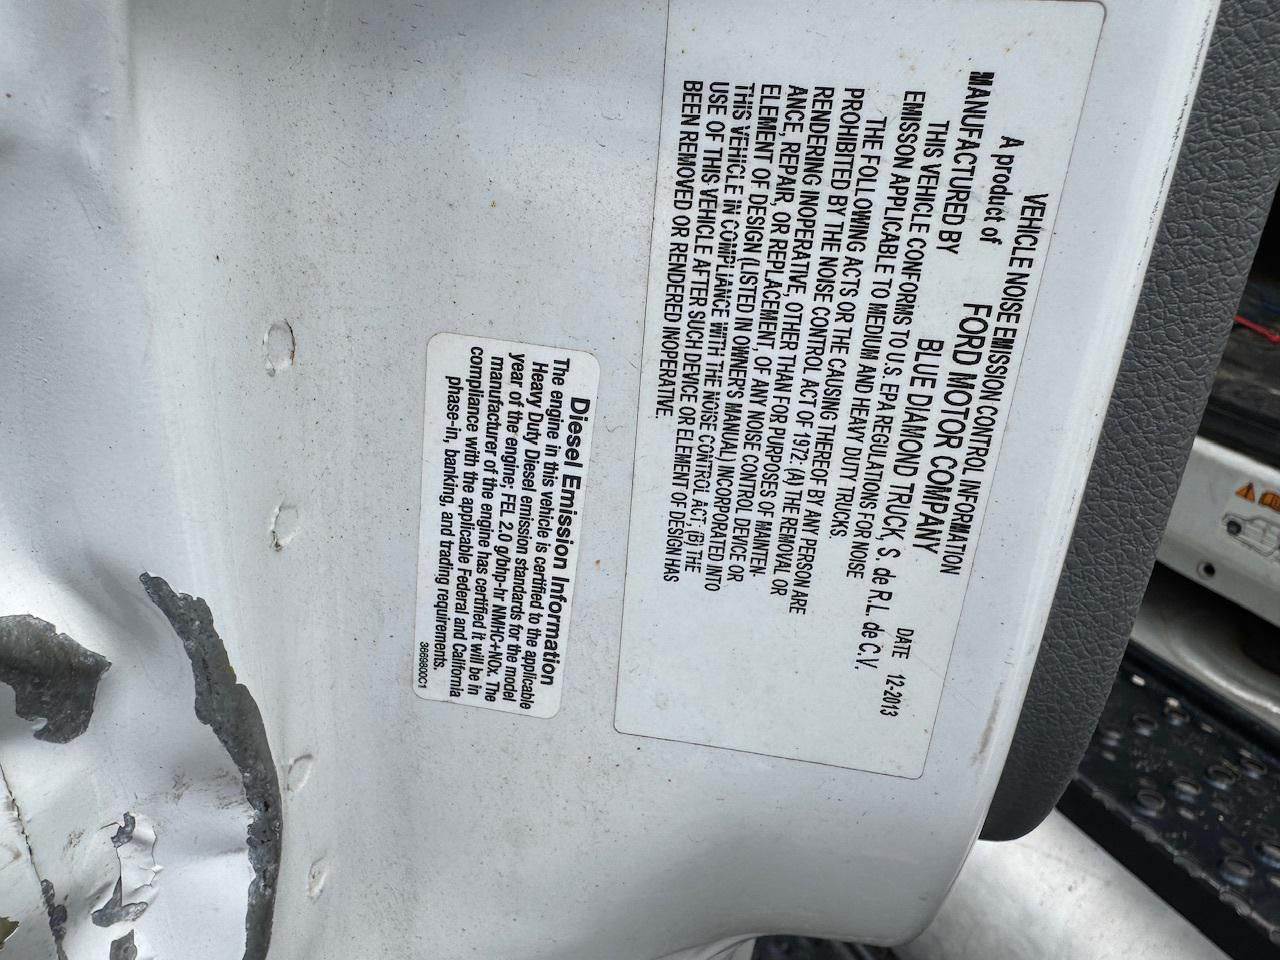 VEHICLE NOISE EMISSION CONTROL INFORMATION
A product of FORD MOTOR COMPANY
MANUFACTURED BY BLUE DIAMOND TRUCK, S. de R.L. de C.V.
THIS VEHICLE CONFORMS TO U.S. EPA REGULATIONS FOR NOISE DATE 12-2013
EMISSON APPLICABLE TO MEDIUM AND HEAVY DUTY TRUCKS.
THE FOLLOWING ACTS OR THE CAUSING THEREOF BY ANY PERSON ARE
PROHIBITED BY THE NOISE CONTROL ACT OF 1972: (A) THE REMOVAL OR
RENDERING INOPERATIVE, OTHER THAN FOR PURPOSES OF MAINTEN-
ANCE, REPAIR, OR REPLACEMENT, OF ANY NOISE CONTROL DEVICE OR
ELEMENT OF DESIGN (LISTED IN OWNER'S MANUAL) INCORPORATED INTO
THIS VEHICLE IN COMPLIANCE WITH THE NOISE CONTROL ACT; (B) THE
USE OF THIS VEHICLE AFTER SUCH DEVICE OR ELEMENT OF DESIGN HAS
BEEN REMOVED OR RENDERED INOPERATIVE.
Diesel Emission Information
The engine in this vehicle is certified to the applicable
Heavy Duty Diesel emission standards for the model
year of the engine; FEL 2.0 g/bhp-hr NMHC+NOx. The
manufacturer of the engine has certified it will be in
compliance with the applicable Federal and California
phase-in, banking, and trading requirements.
3869800C1